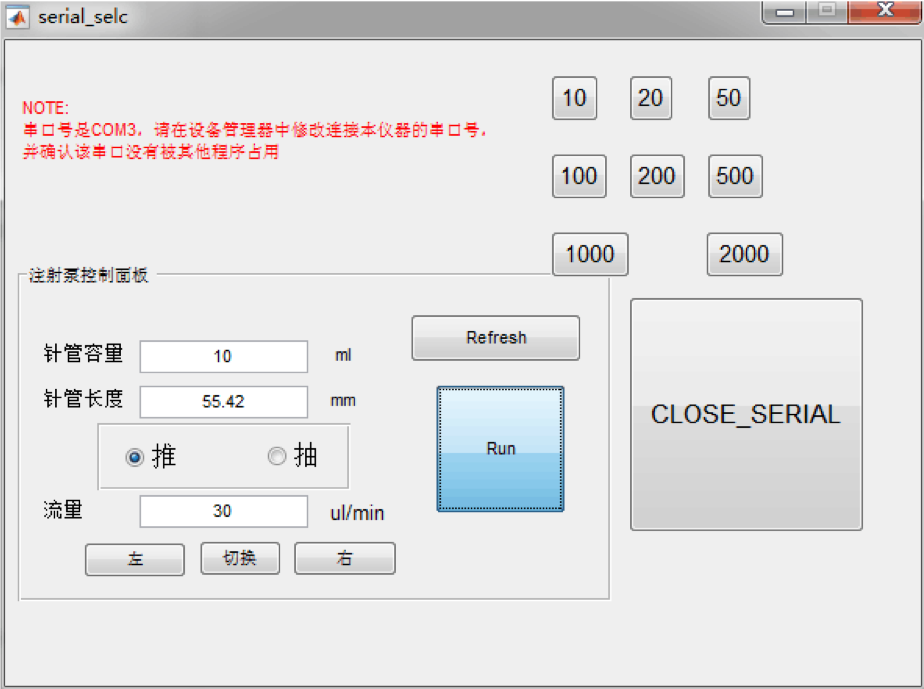 serial_selc
NOTE:
串口号是COM3，请在设备管理器中修改连接本仪器的串口号，
并确认该串口没有被其他程序占用
10 20 50
100 200 500
1000 2000
注射泵控制面板
针管容量 10 ml
Refresh
针管长度 55.42 mm
推 抽
Run
流量 30 ul/min
左 切换 右
CLOSE_SERIAL